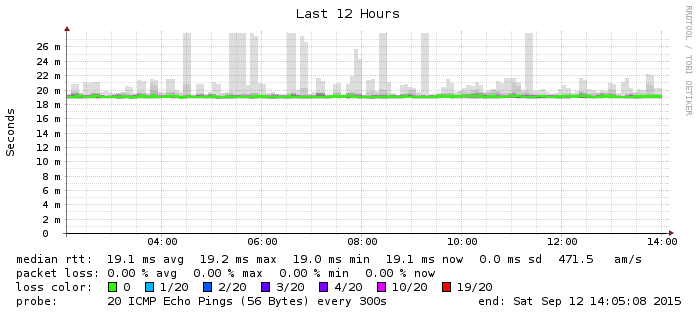 Last 12 Hours
RRDTOOL / TOBI OETIKER
Seconds
26 m
24 m
22 m
20 m
18 m
16 m
14 m
12 m
10 m
8 m
6 m
4 m
2 m
0
04:00 06:00 08:00 10:00 12:00 14:00
median rtt: 19.1 ms avg 19.2 ms max 19.0 ms min 19.1 ms now 0.0 ms sd 471.5 am/s
packet loss: 0.00 % avg 0.00 % max 0.00 % min 0.00 % now
loss color: 0 1/20 2/20 3/20 4/20 10/20 19/20
probe: 20 ICMP Echo Pings (56 Bytes) every 300s end: Sat Sep 12 14:05:08 2015